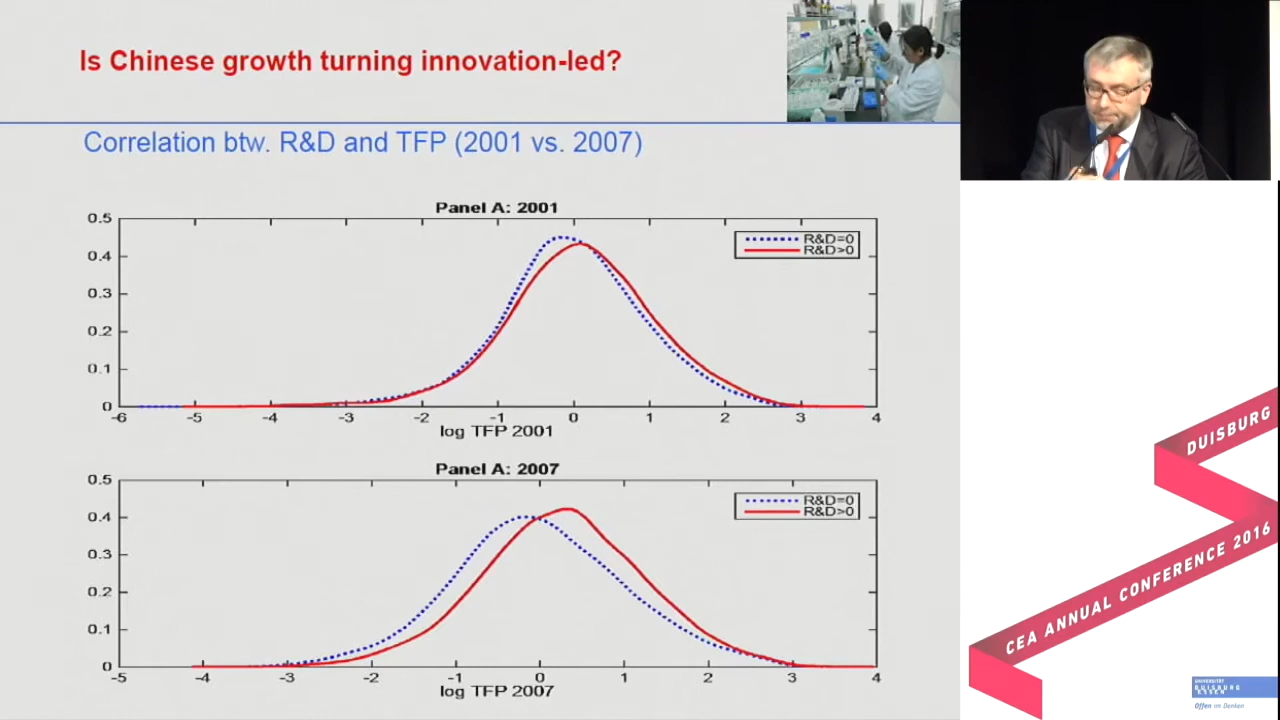 Is Chinese growth turning innovation-led?
Correlation btw. R&D and TFP (2001 vs. 2007)
Panel A: 2001
0.5
0.4
0.3
0.2
0.1
0
R&D=0
R&D>0
-6 -5 -4 -3 -2 -1 0 1 2 3 4
log TFP 2001
Panel A: 2007
0.5
0.4
0.3
0.2
0.1
0
R&D=0
R&D>0
-5 -4 -3 -2 -1 0 1 2 3 4
log TFP 2007
DUISBURG
CEA ANNUAL CONFERENCE 2016
UNIVERSITÄT
DUISBURG
ESSEN
Offen im Denken